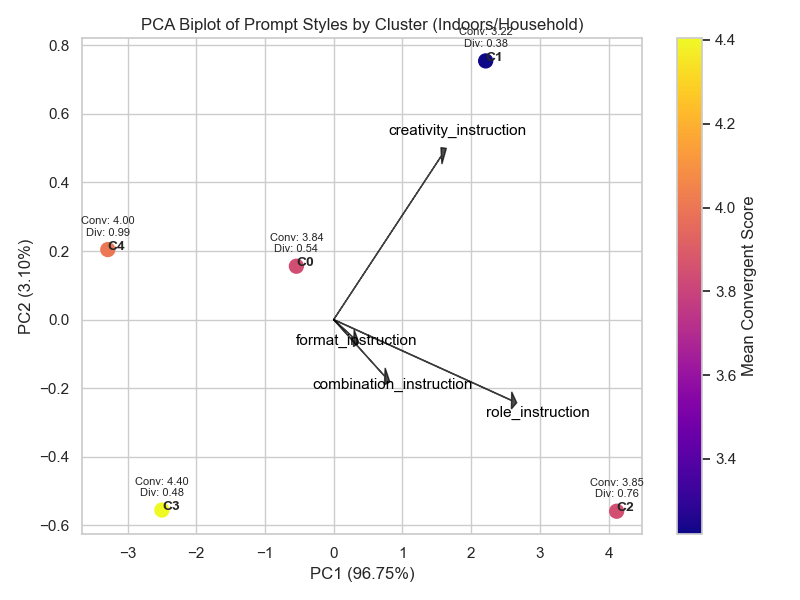 PCA Biplot of Prompt Styles by Cluster (Indoors/Household)
Conv: 3.22
Div: 0.38
C1
creativity_instruction
Conv: 4.00
Div: 0.99
C4
Conv: 3.84
Div: 0.54
C0
format_instruction
combination_instruction
role_instruction
Conv: 4.40
Div: 0.48
C3
Conv: 3.85
Div: 0.76
C2
0.8
0.6
0.4
0.2
0.0
−0.2
−0.4
−0.6
PC2 (3.10%)
−3
−2
−1
0
1
2
3
4
PC1 (96.75%)
4.4
4.2
4.0
3.8
3.6
3.4
Mean Convergent Score